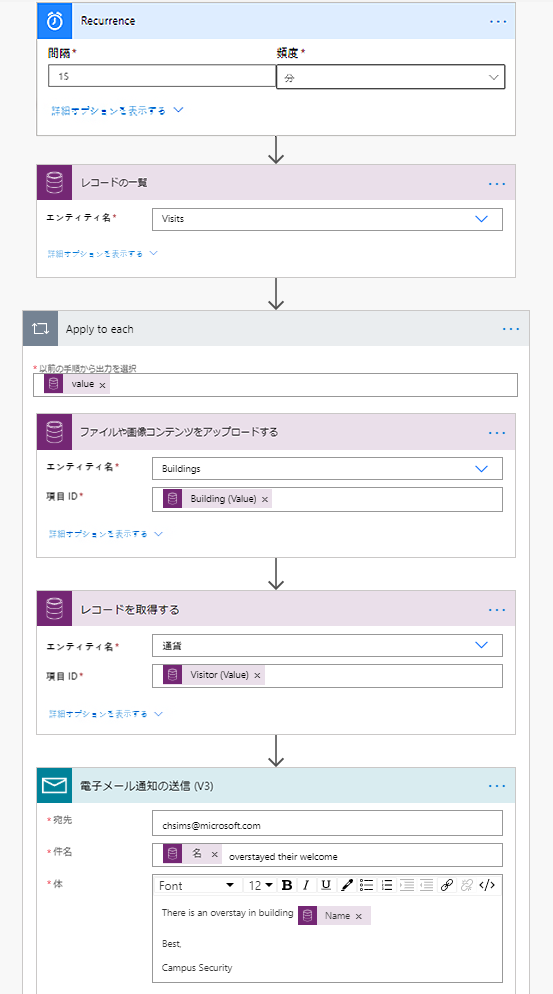 Recurrence
間隔*
頻度*
15
分
詳細オプションを表示する
レコードの一覧
エンティティ名*
Visits
詳細オプションを表示する
Apply to each
*以前の手順から出力を選択
value
ファイルや画像コンテンツをアップロードする
エンティティ名*
Buildings
項目 ID*
Building (Value)
詳細オプションを表示する
レコードを取得する
エンティティ名*
通貨
項目 ID*
Visitor (Value)
詳細オプションを表示する
電子メール通知の送信 (V3)
*宛先
chsims@microsoft.com
*件名
名 overstayed their welcome
*体
Font 12 B I U
There is an overstay in building Name
Best,
Campus Security